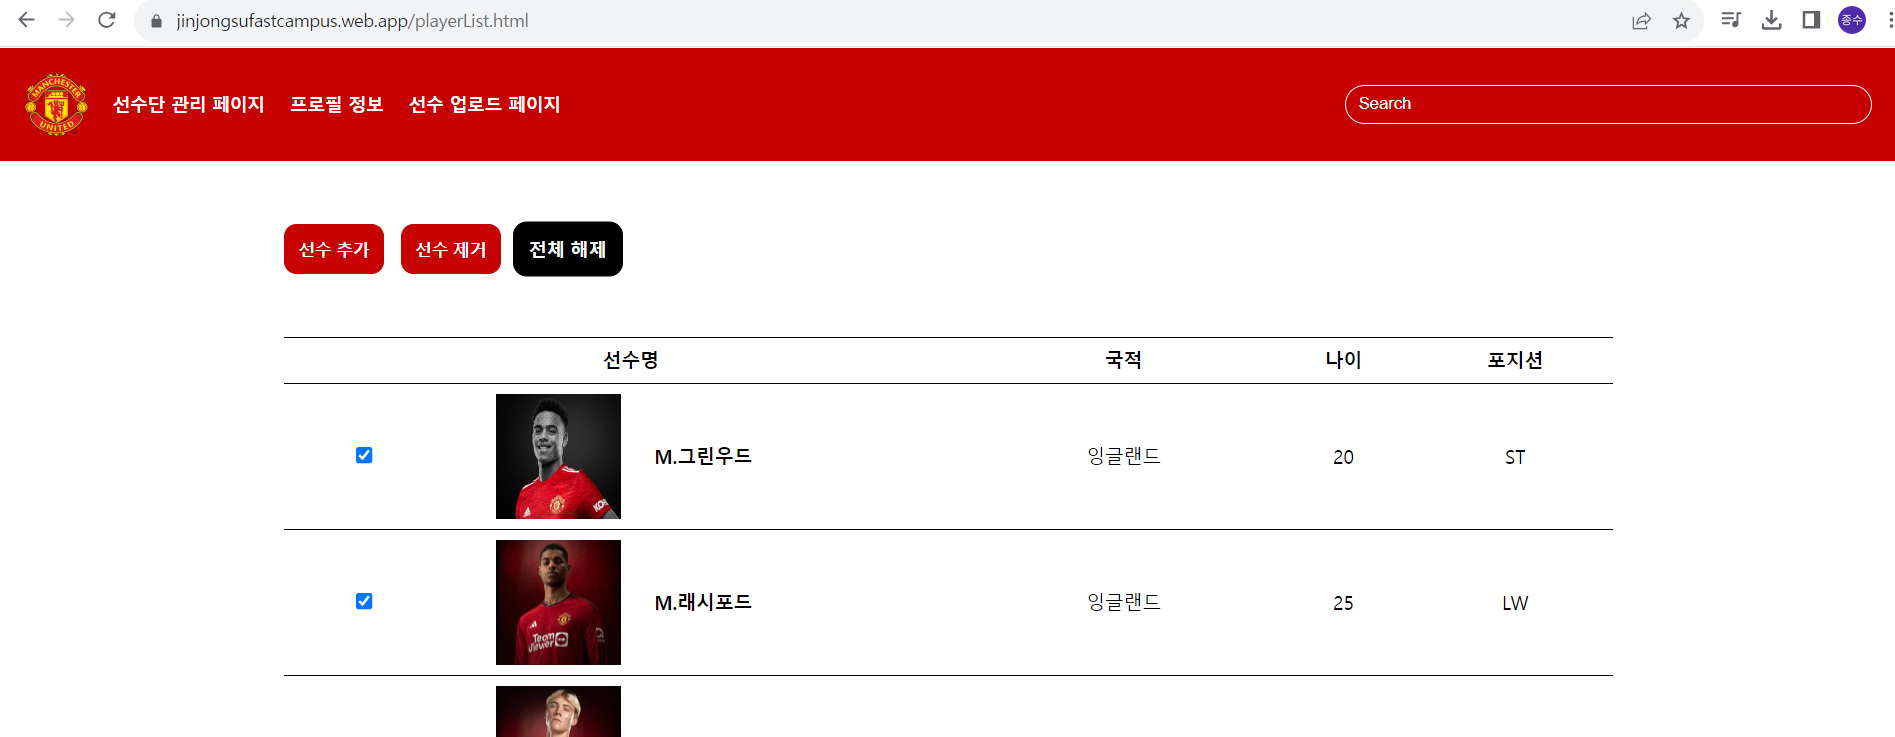 jinjongsufastcampus.web.app/playerList.html
종수
MANCHESTER
UNITED
선수단 관리 페이지 프로필 정보 선수 업로드 페이지
Search
선수 추가 선수 제거 전체 해제
선수명 국적 나이 포지션
M.그린우드 잉글랜드 20 ST
M.래시포드 잉글랜드 25 LW
Team
Viewer